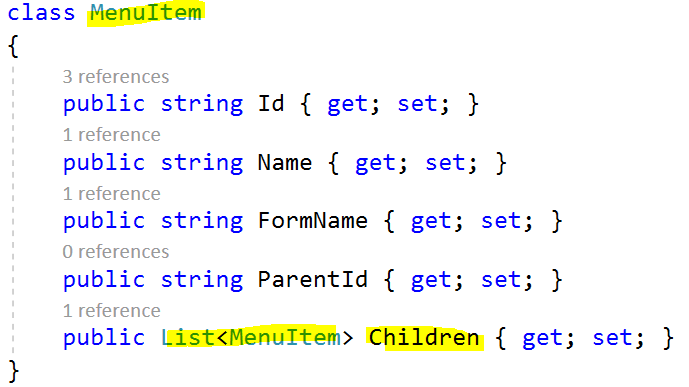 class MenuItem
{
3 references
public string Id { get; set; }
1 reference
public string Name { get; set; }
1 reference
public string FormName { get; set; }
0 references
public string ParentId { get; set; }
1 reference
public List<MenuItem> Children { get; set; }
}